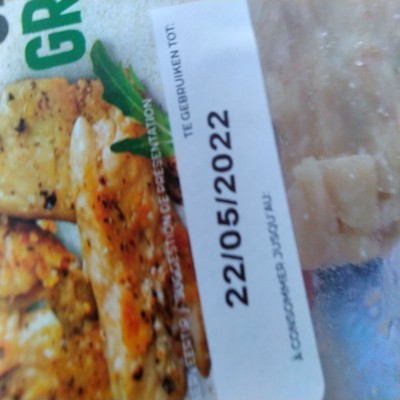 GR
TE GEBRUIKEN TOT:
22/05/2022
À CONSOMMER JUSQU'AU:
/ SUGGESTION DE PRÉSENTATION